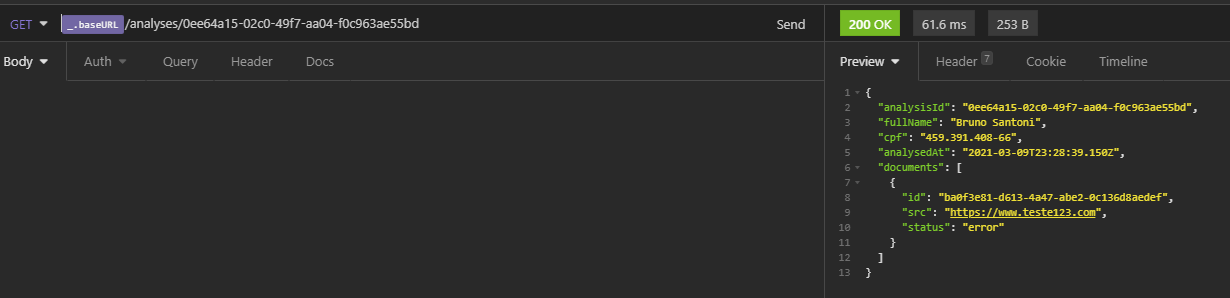 GET _.baseURL /analyses/0ee64a15-02c0-49f7-aa04-f0c963ae55bd Send
200 OK 61.6 ms 253 B
Body Auth Query Header Docs
Preview Header 7 Cookie Timeline
1 {
2 "analysisId": "0ee64a15-02c0-49f7-aa04-f0c963ae55bd",
3 "fullName": "Bruno Santoni",
4 "cpf": "459.391.408-66",
5 "analysedAt": "2021-03-09T23:28:39.150Z",
6 "documents": [
7 {
8 "id": "ba0f3e81-d613-4a47-abe2-0c136d8aedef",
9 "src": "https://www.teste123.com",
10 "status": "error"
11 }
12 ]
13 }